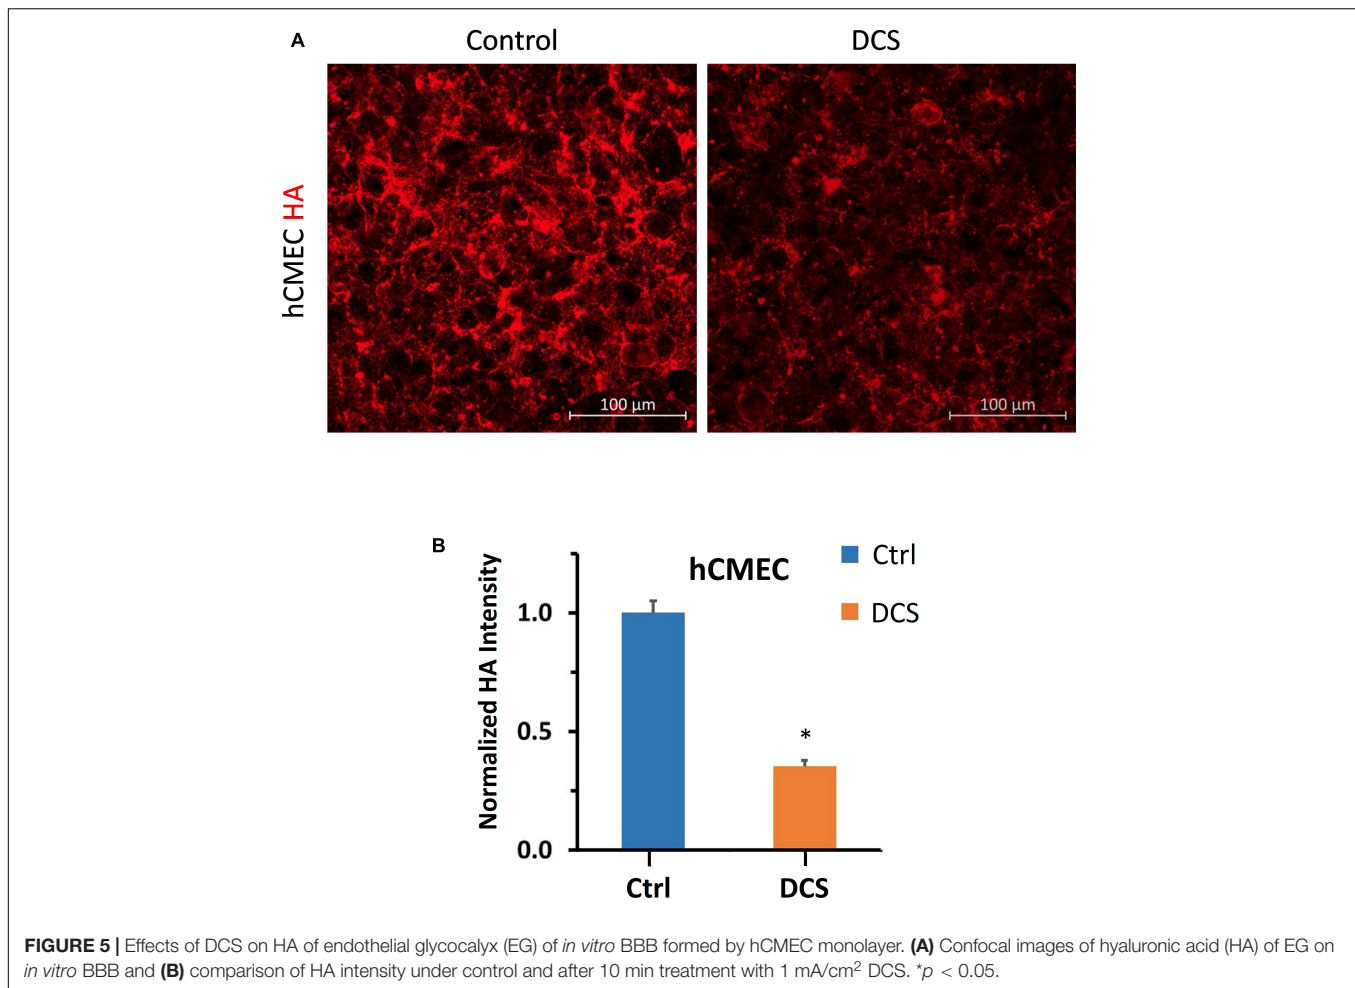 A
Control
DCS
hCMEC HA
100 µm
100 µm
B
hCMEC
Ctrl
DCS
Normalized HA Intensity
1.0
0.5
0.0
Ctrl
DCS
*
FIGURE 5 | Effects of DCS on HA of endothelial glycocalyx (EG) of in vitro BBB formed by hCMEC monolayer. (A) Confocal images of hyaluronic acid (HA) of EG on
in vitro BBB and (B) comparison of HA intensity under control and after 10 min treatment with 1 mA/cm² DCS. *p < 0.05.